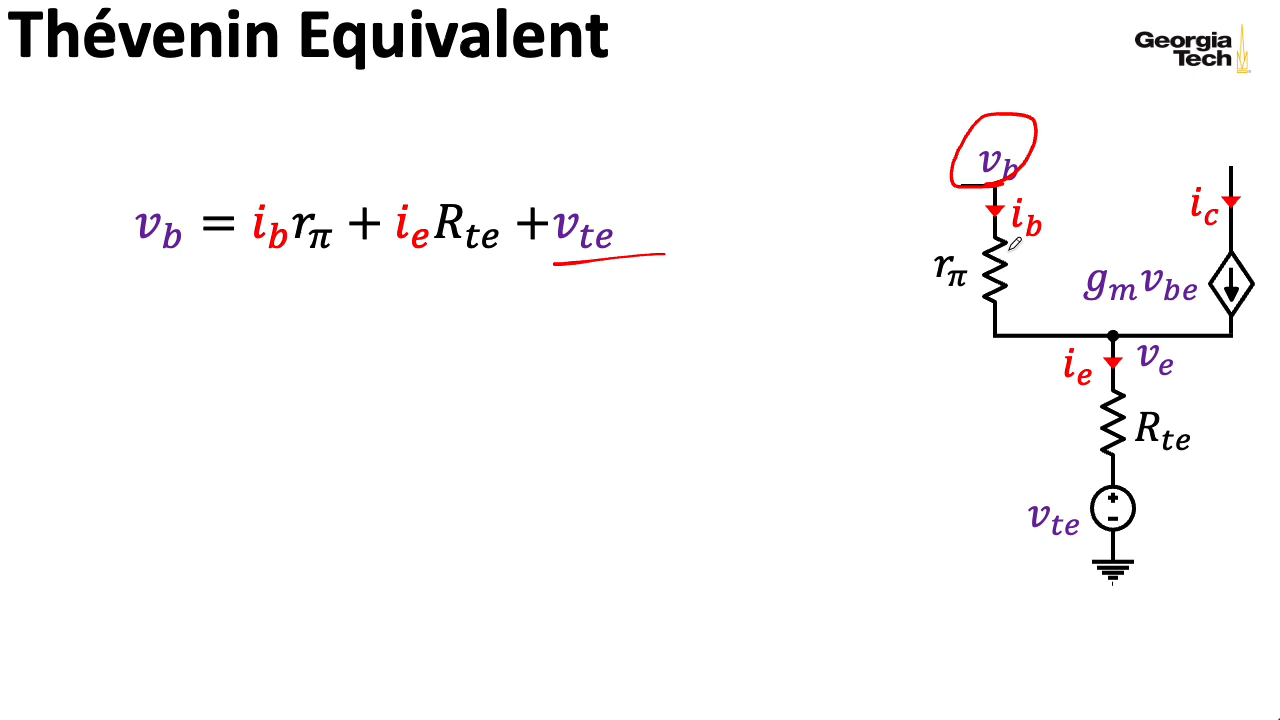 Thévenin Equivalent
Georgia
Tech
v_b = i_b r_π + i_e R_te + v_te
v_b
i_b
i_c
r_π
g_m v_be
i_e
v_e
R_te
+
-
v_te